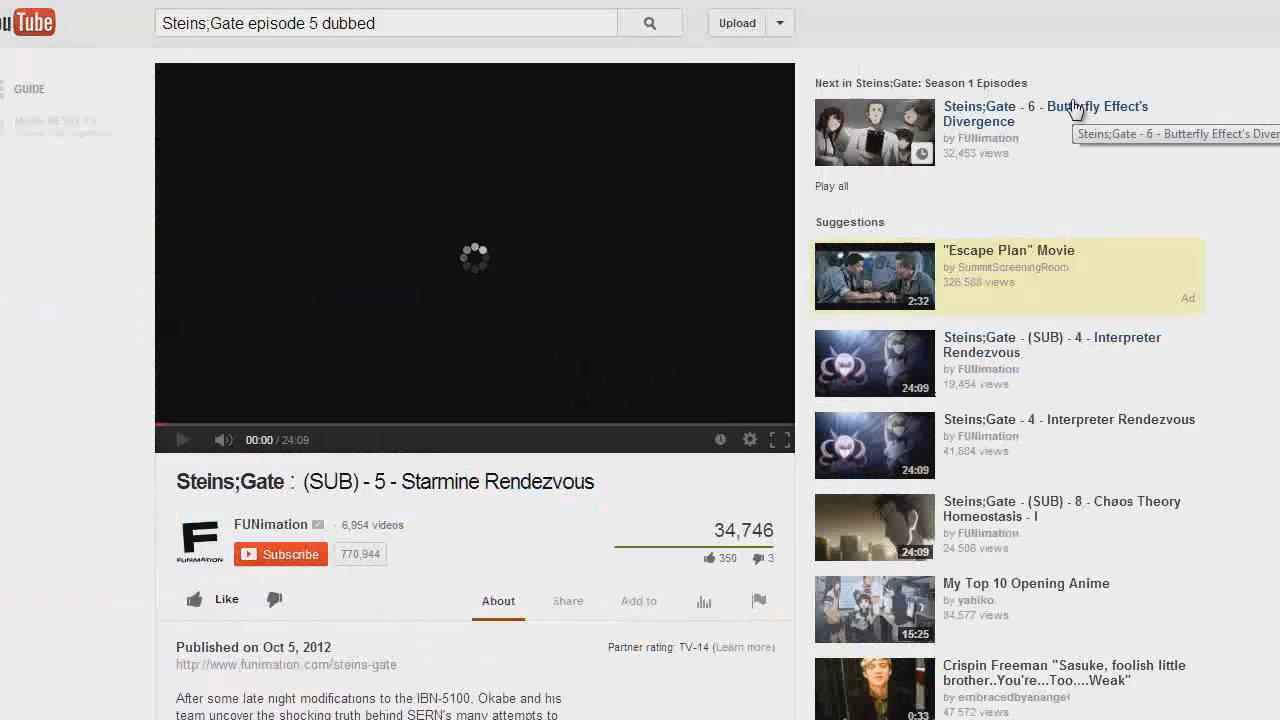 ouTube
Steins,Gate episode 5 dubbed
Upload
GUIDE
00:00 / 24:09
Steins;Gate : (SUB) - 5 - Starmine Rendezvous
F
FUNIMATION
FUNimation · 6,954 videos
Subscribe 770,944
34,746
350 3
Like
About Share Add to
Published on Oct 5, 2012
http://www.funimation.com/steins-gate
Partner rating: TV-14 (Learn more)
After some late night modifications to the IBN-5100, Okabe and his
team uncover the shocking truth behind SERN's many attempts to
Next in Steins;Gate: Season 1 Episodes
Steins;Gate - 6 - Butterfly Effect's
Divergence
by FUNimation
32,453 views
Steins;Gate - 6 - Butterfly Effect's Diver
Play all
Suggestions
"Escape Plan" Movie
by SummitScreeningRoom
326,588 views
2:32
Ad
Steins;Gate - (SUB) - 4 - Interpreter
Rendezvous
by FUNimation
19,454 views
24:09
Steins;Gate - 4 - Interpreter Rendezvous
by FUNimation
41,884 views
24:09
Steins;Gate - (SUB) - 8 - Chaos Theory
Homeostasis - I
by FUNimation
24,506 views
24:09
My Top 10 Opening Anime
by yahiko
84,577 views
15:25
Crispin Freeman "Sasuke, foolish little
brother..You're...Too....Weak"
by embracedbyanangel
47,572 views
0:33